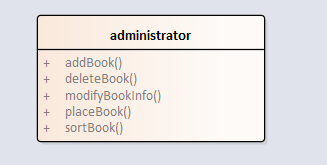 administrator
+ addBook()
+ deleteBook()
+ modifyBookInfo()
+ placeBook()
+ sortBook()